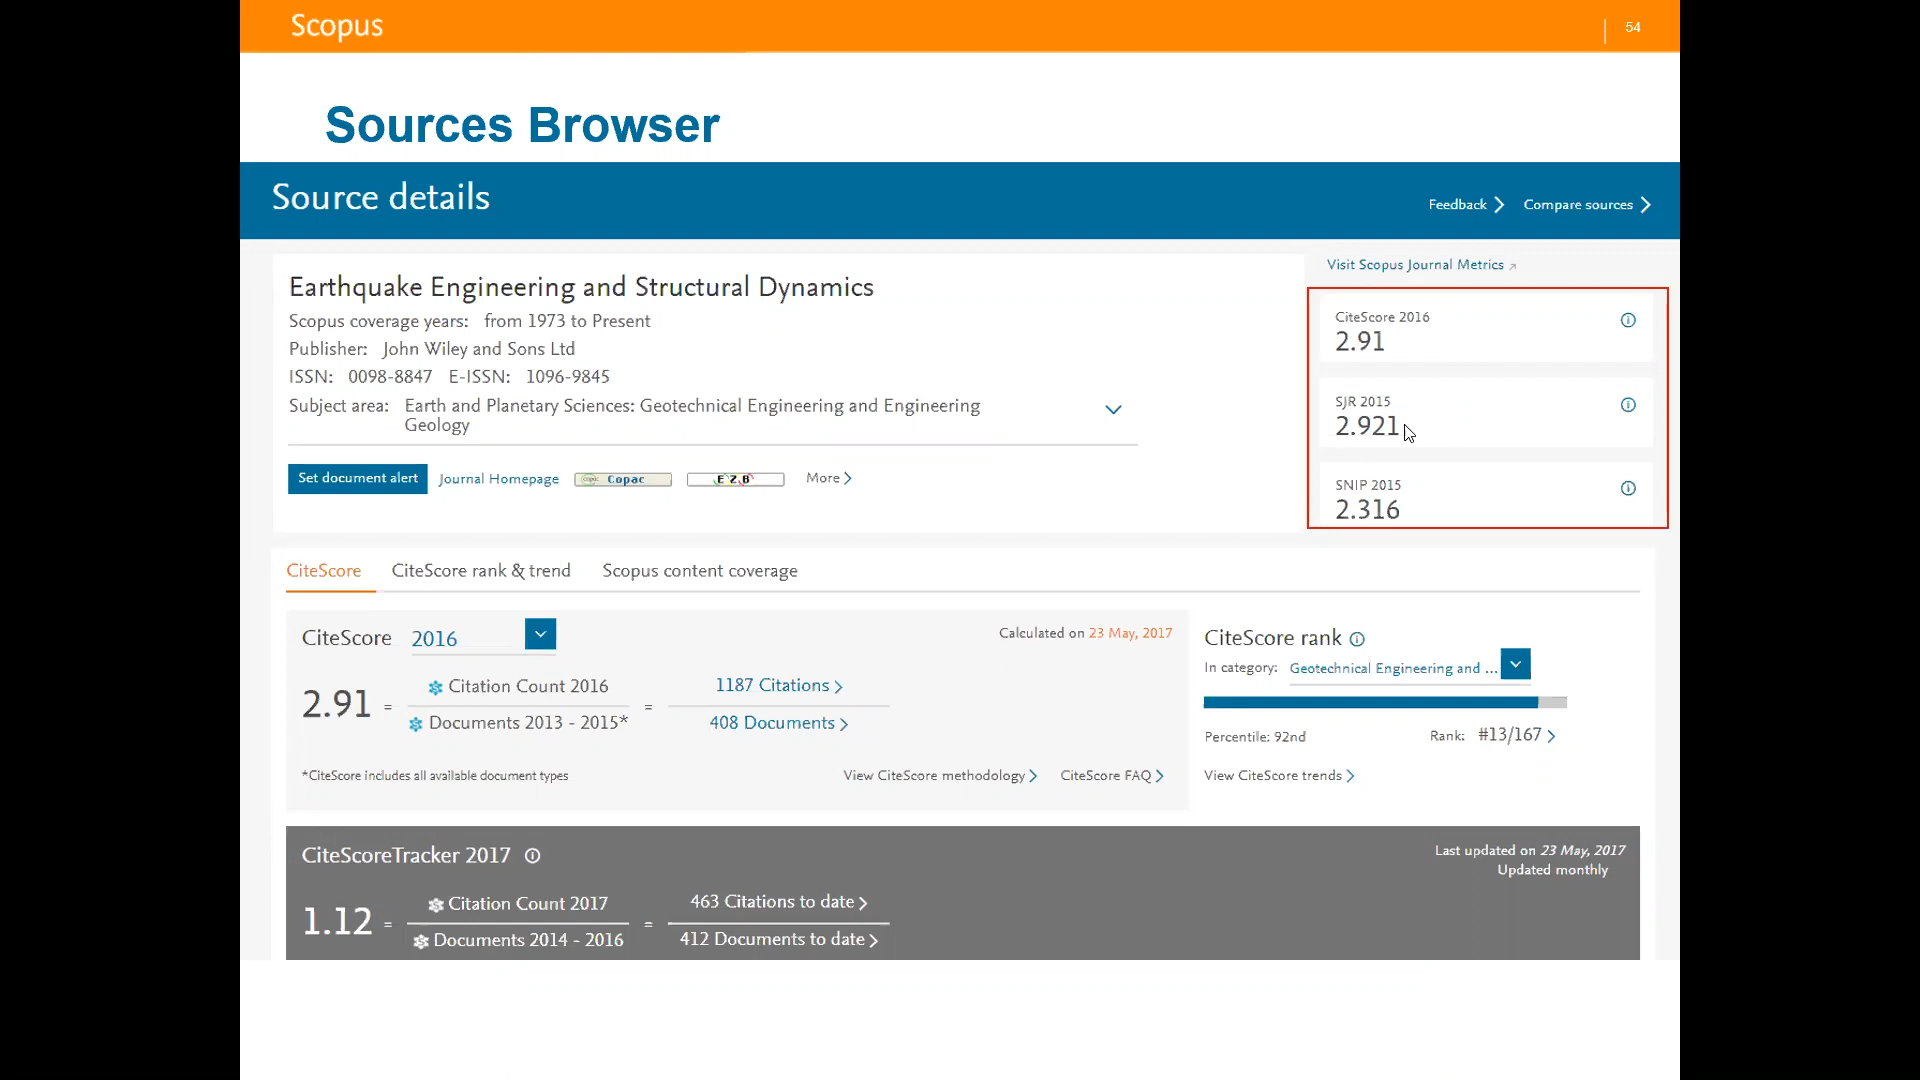 Scopus
54
Sources Browser
Source details
Feedback
Compare sources
Earthquake Engineering and Structural Dynamics
Scopus coverage years: from 1973 to Present
Publisher: John Wiley and Sons Ltd
ISSN: 0098-8847 E-ISSN: 1096-9845
Subject area: Earth and Planetary Sciences: Geotechnical Engineering and Engineering
Geology
Set document alert
Journal Homepage
Copac
EZB
More
Visit Scopus Journal Metrics
CiteScore 2016
2.91
SJR 2015
2.921
SNIP 2015
2.316
CiteScore
CiteScore rank & trend
Scopus content coverage
CiteScore 2016
Calculated on 23 May, 2017
2.91 = Citation Count 2016 = 1187 Citations
Documents 2013 - 2015* 408 Documents
*CiteScore includes all available document types
View CiteScore methodology
CiteScore FAQ
CiteScore rank
In category: Geotechnical Engineering and ...
Percentile: 92nd
Rank: #13/167
View CiteScore trends
CiteScoreTracker 2017
Last updated on 23 May, 2017
Updated monthly
1.12 = Citation Count 2017 = 463 Citations to date
Documents 2014 - 2016 412 Documents to date